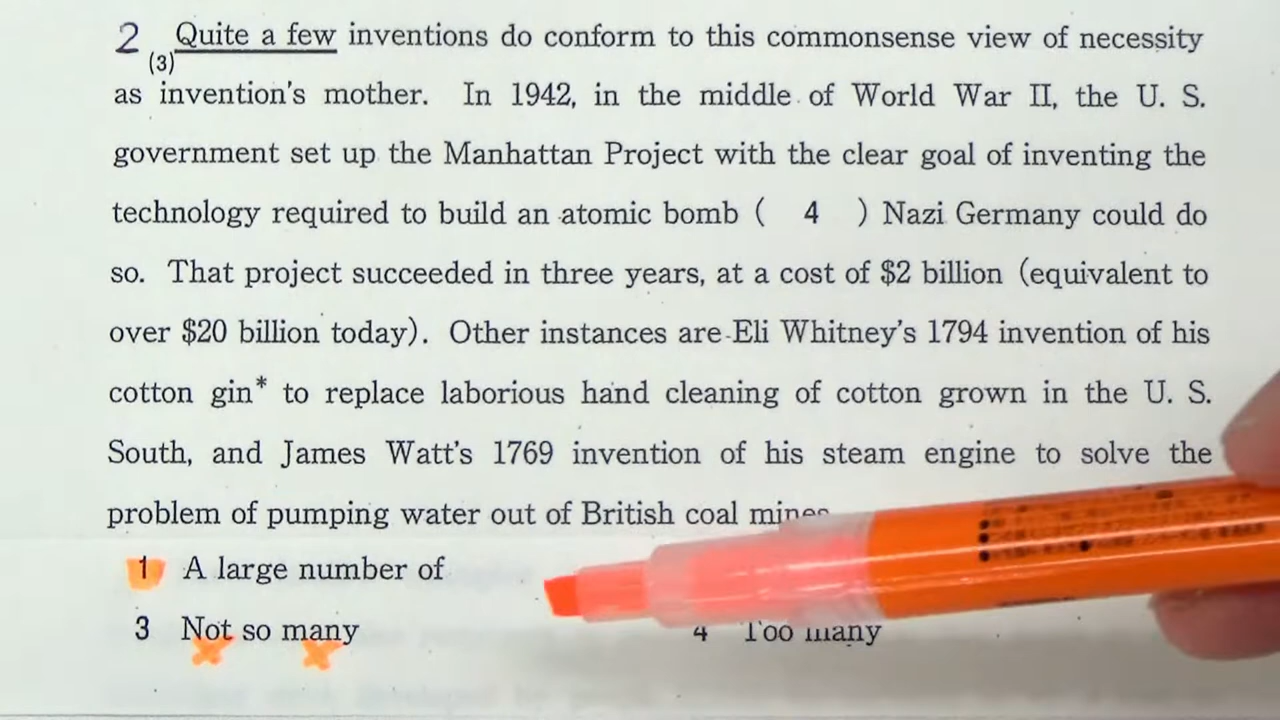 2 (3) Quite a few inventions do conform to this commonsense view of necessity
as invention's mother. In 1942, in the middle of World War II, the U. S.
government set up the Manhattan Project with the clear goal of inventing the
technology required to build an atomic bomb ( 4 ) Nazi Germany could do
so. That project succeeded in three years, at a cost of $2 billion (equivalent to
over $20 billion today). Other instances are Eli Whitney's 1794 invention of his
cotton gin* to replace laborious hand cleaning of cotton grown in the U. S.
South, and James Watt's 1769 invention of his steam engine to solve the
problem of pumping water out of British coal mines
1 A large number of
3 Not so many 4 Too many